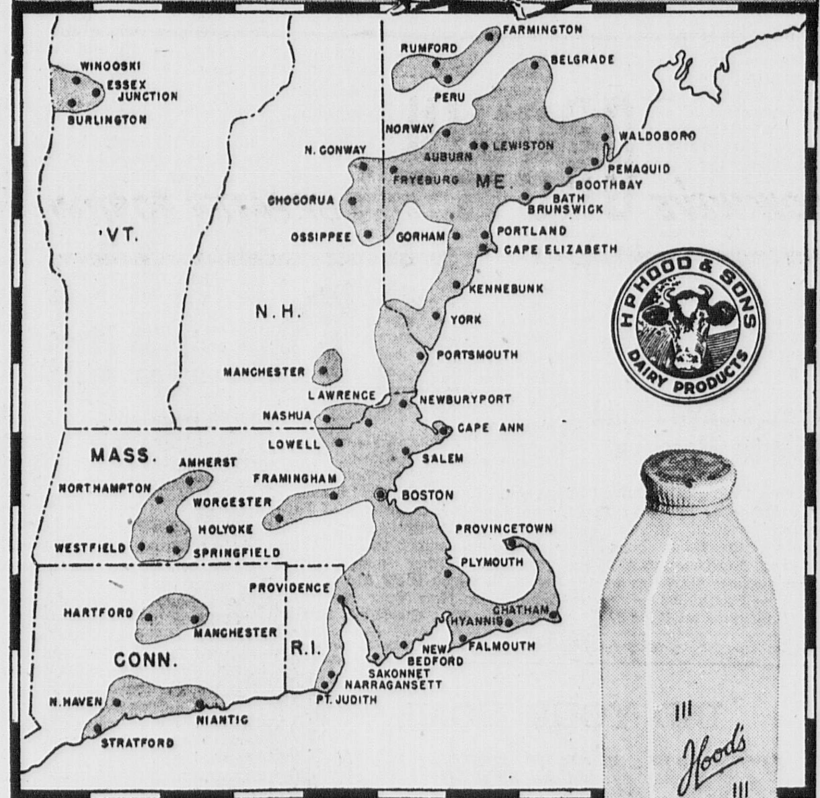 FARMINGTON
RUMFORD
BELGRADE
PERU
WINOOSKI
ESSEX
JUNCTION
BURLINGTON
NORWAY
WALDOBORO
AUBURN
LEWISTON
N. CONWAY
PEMAQUID
FRYEBURG
ME.
BOOTHBAY
BATH
BRUNSWICK
CHOCORUA
OSSIPPEE
GORHAM
PORTLAND
CAPE ELIZABETH
VT.
KENNEBUNK
N.H.
YORK
PORTSMOUTH
MANCHESTER
LAWRENCE
NEWBURYPORT
NASHUA
CAPE ANN
LOWELL
SALEM
MASS.
AMHERST
FRAMINGHAM
NORTHAMPTON
WORCESTER
BOSTON
HOLYOKE
PROVINCETOWN
WESTFIELD
SPRINGFIELD
PLYMOUTH
PROVIDENCE
CHATHAM
HARTFORD
HYANNIS
MANCHESTER
R.I.
NEW
BEDFORD
FALMOUTH
CONN.
SAKONNET
NARRAGANSETT
PT. JUDITH
N. HAVEN
NIANTIC
STRATFORD
H P HOOD & SONS
DAIRY PRODUCTS
Hood's